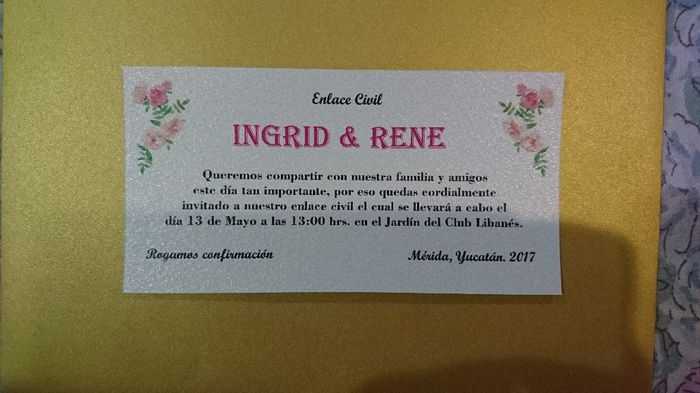 Enlace Civil
INGRID & RENE
Queremos compartir con nuestra familia y amigos
este día tan importante, por eso quedas cordialmente
invitado a nuestro enlace civil el cual se llevará a cabo el
día 13 de Mayo a las 13:00 hrs. en el Jardín del Club Libanés.
Rogamos confirmación
Mérida, Yucatán. 2017